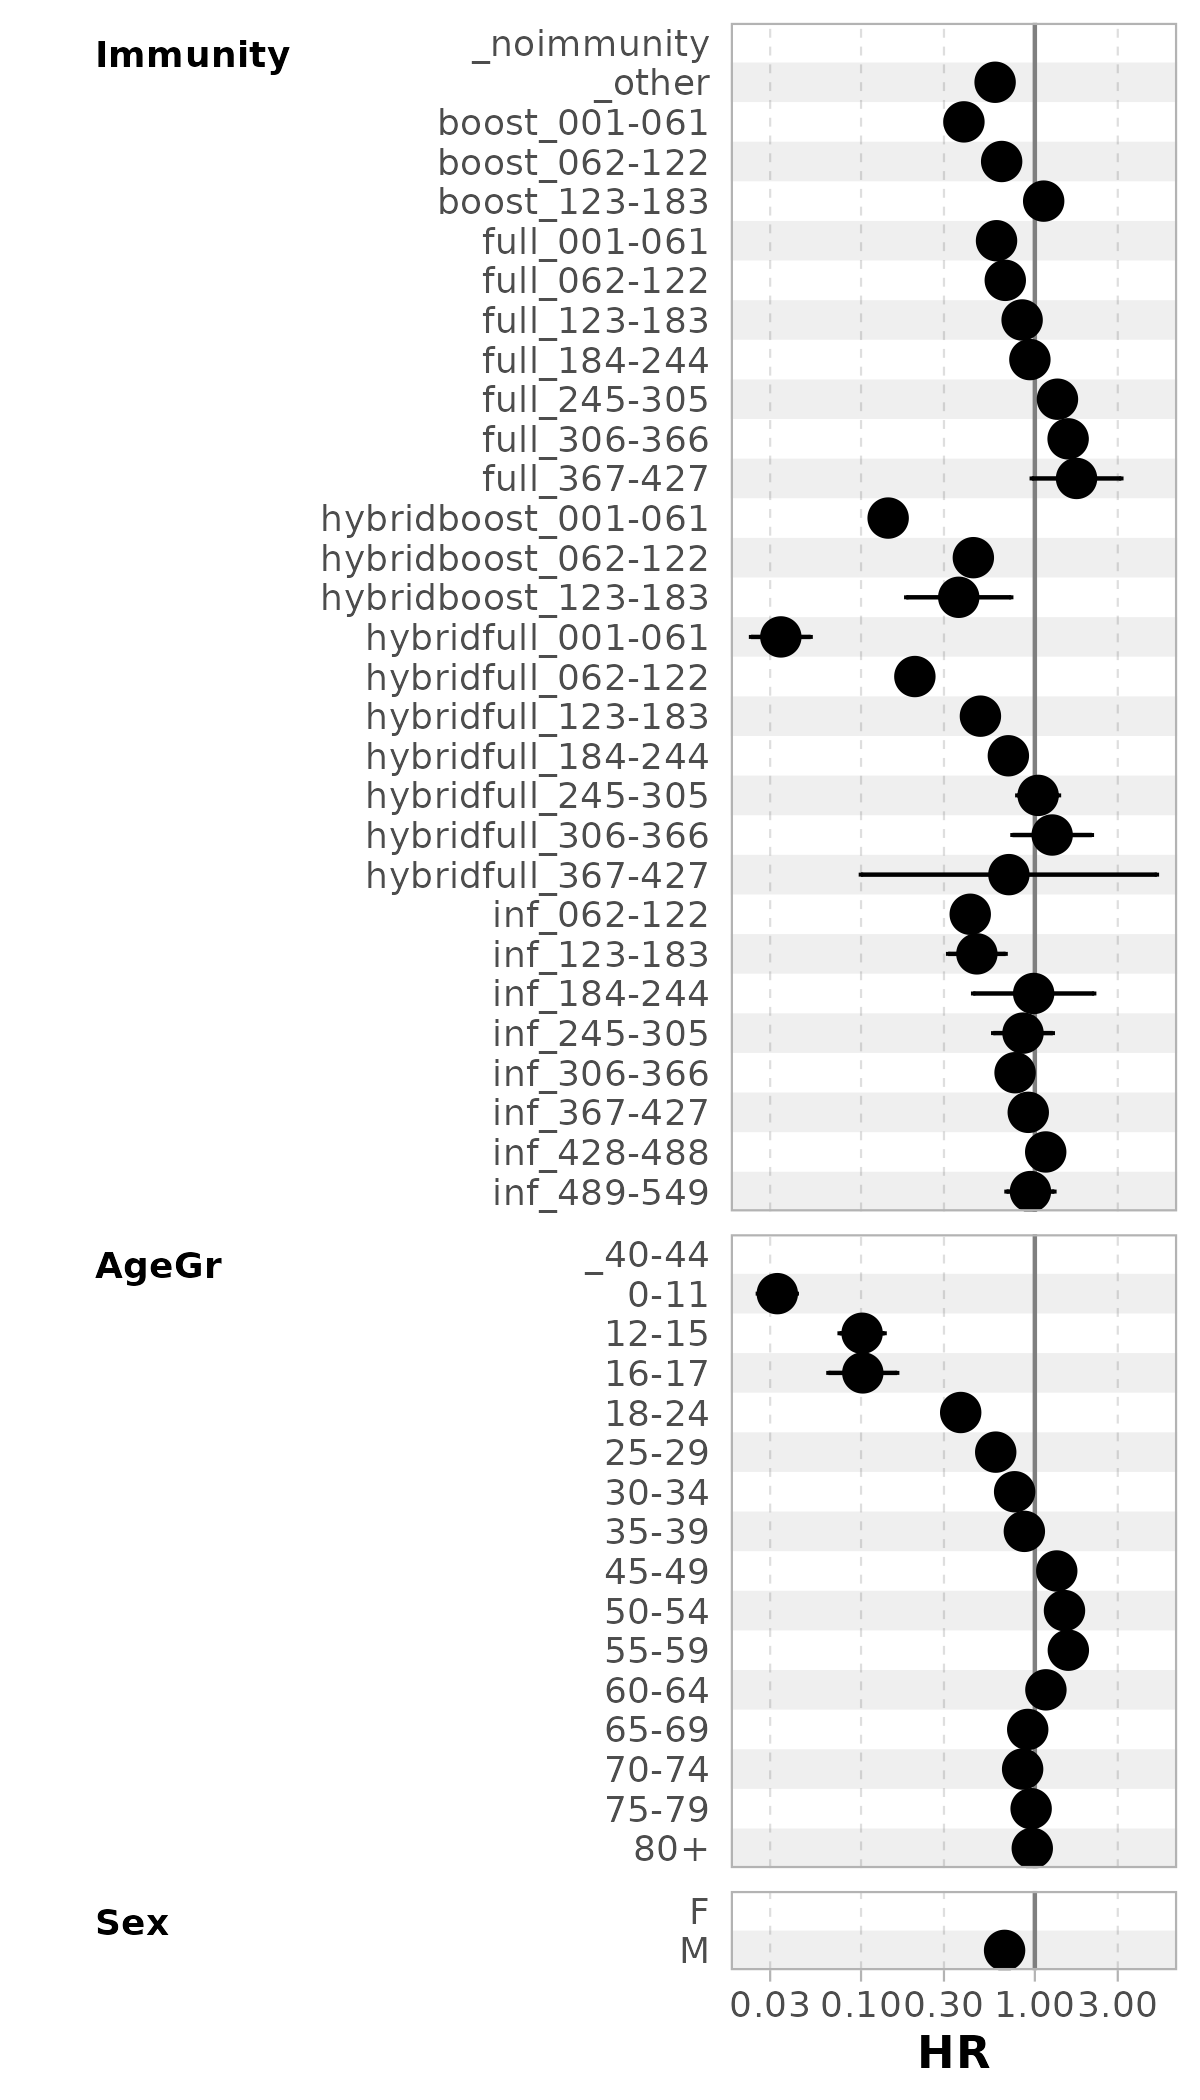 Immunity
_noimmunity
_other
boost_001-061
boost_062-122
boost_123-183
full_001-061
full_062-122
full_123-183
full_184-244
full_245-305
full_306-366
full_367-427
hybridboost_001-061
hybridboost_062-122
hybridboost_123-183
hybridfull_001-061
hybridfull_062-122
hybridfull_123-183
hybridfull_184-244
hybridfull_245-305
hybridfull_306-366
hybridfull_367-427
inf_062-122
inf_123-183
inf_184-244
inf_245-305
inf_306-366
inf_367-427
inf_428-488
inf_489-549
AgeGr
_40-44
0-11
12-15
16-17
18-24
25-29
30-34
35-39
45-49
50-54
55-59
60-64
65-69
70-74
75-79
80+
Sex
F
M
0.03 0.10 0.30 1.00 3.00
HR